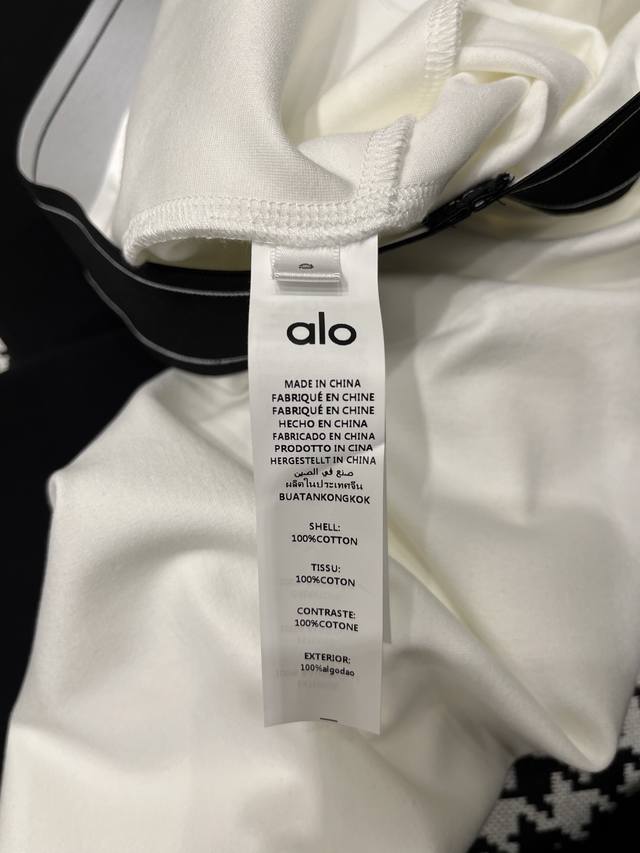 alo
MADE IN CHINA
FABRIQUÉ EN CHINE
FABRIQUÉ EN CHINE
HECHO EN CHINA
FABRICADO EN CHINA
PRODOTTO IN CINA
HERGESTELLT IN CHINA
صنع في الصين
ผลิตในประเทศจีน
BUATANKONGKOK
SHELL:
100%COTTON
TISSU:
100%COTON
CONTRASTE:
100%COTONE
EXTERIOR:
100%algodao